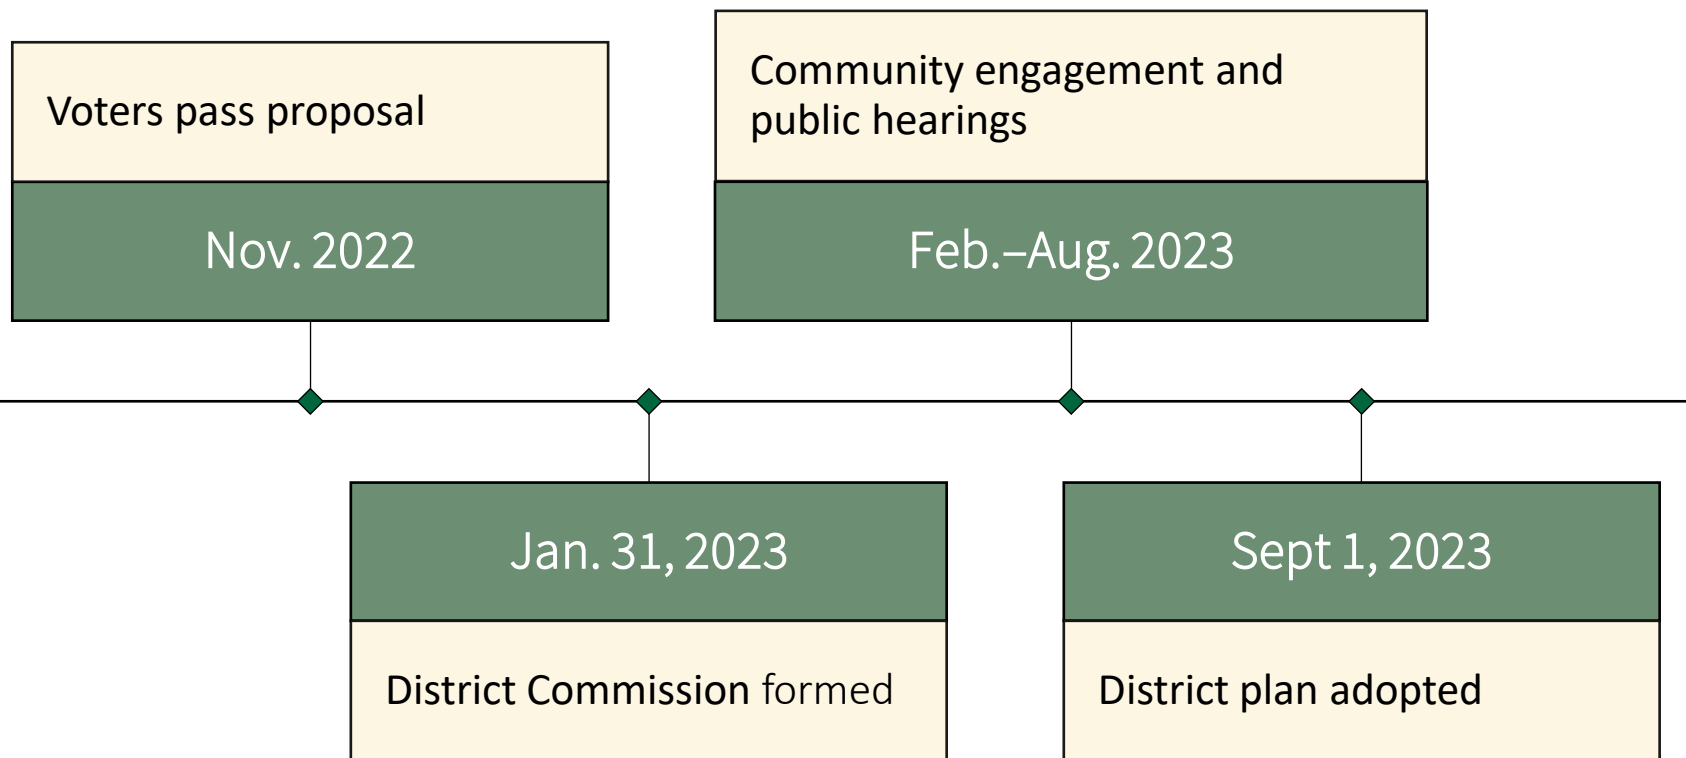 Voters pass proposal
Nov. 2022
Community engagement and
public hearings
Feb.–Aug. 2023
Jan. 31, 2023
District Commission formed
Sept 1, 2023
District plan adopted